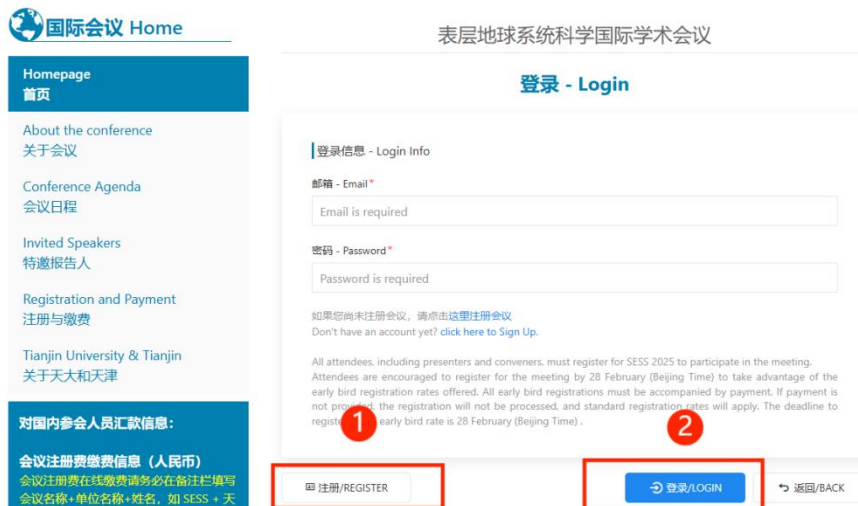 国际会议 Home
表层地球系统科学国际学术会议
Homepage
首页
About the conference
关于会议
Conference Agenda
会议日程
Invited Speakers
特邀报告人
Registration and Payment
注册与缴费
Tianjin University & Tianjin
关于天大和天津
对国内参会人员汇款信息：
会议注册费缴费信息（人民币）
会议注册费在线缴费请务必在备注栏填写
会议名称+单位名称+姓名，如 SESS + 天
登录 - Login
登录信息 - Login Info
邮箱 - Email*
Email is required
密码 - Password*
Password is required
如果您尚未注册会议，请点击这里注册会议
Don't have an account yet? click here to Sign Up.
All attendees, including presenters and conveners, must register for SESS 2025 to participate in the meeting.
Attendees are encouraged to register for the meeting by 28 February (Beijing Time) to take advantage of the
early bird registration rates offered. All early bird registrations must be accompanied by payment. If payment is
not provided, the registration will not be processed, and standard registration rates will apply. The deadline to
register early bird rate is 28 February (Beijing Time) .
1
2
注册/REGISTER
登录/LOGIN
返回/BACK